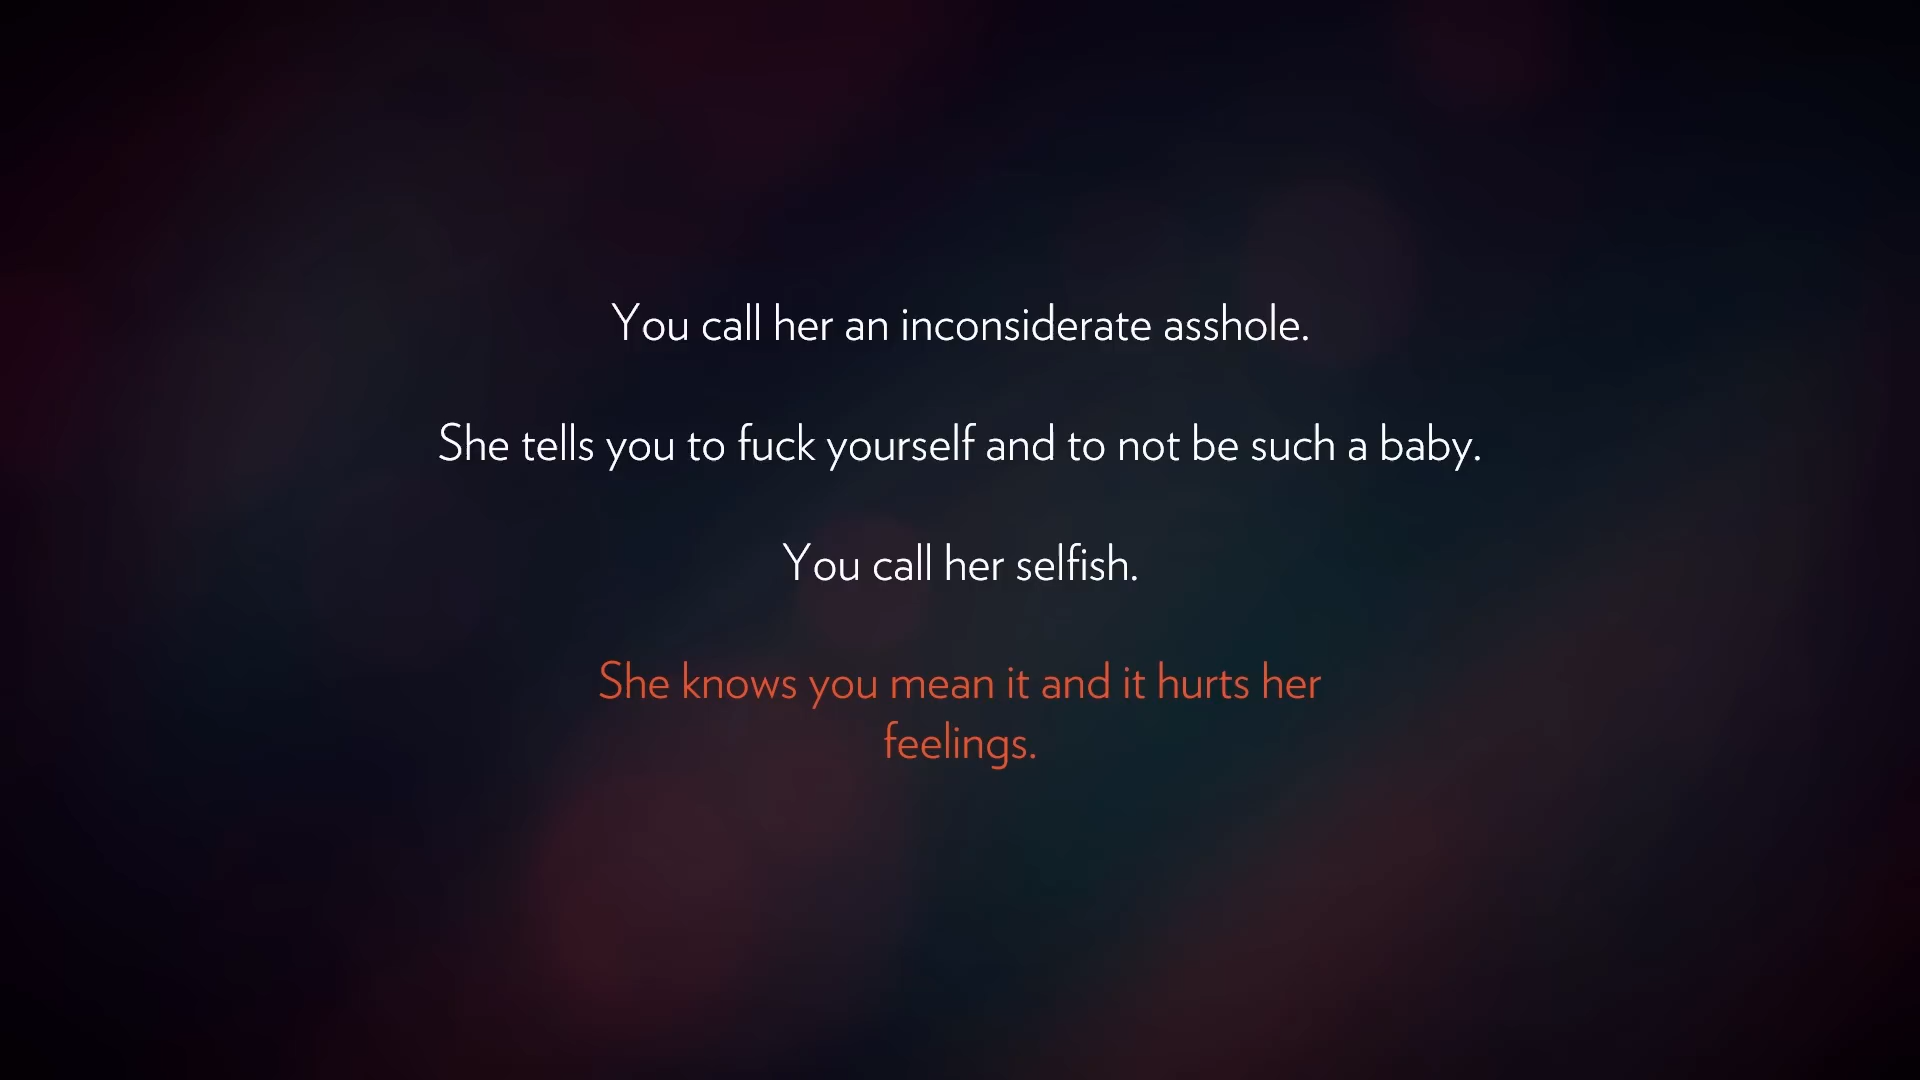 You call her an inconsiderate asshole.
She tells you to fuck yourself and to not be such a baby.
You call her selfish.
She knows you mean it and it hurts her
feelings.